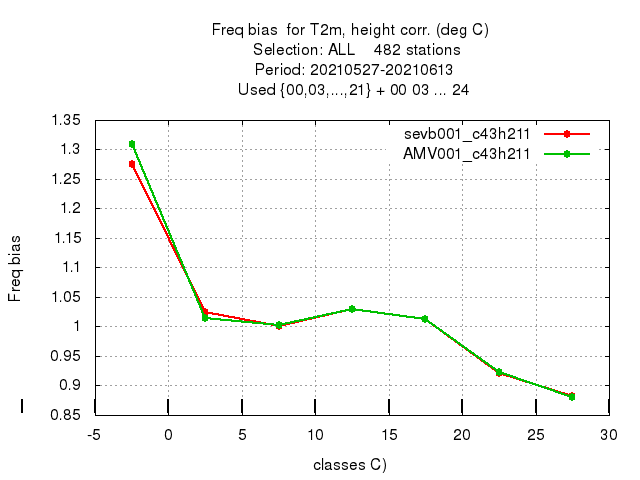 Freq bias  for T2m, height corr. (deg C)
Selection: ALL    482 stations
Period: 20210527-20210613
Used {00,03,...,21} + 00 03 ... 24
sevb001_c43h211
AMV001_c43h211
1.35
1.3
1.25
1.2
1.15
1.1
1.05
1
0.95
0.9
0.85
Freq bias
-5 0 5 10 15 20 25 30
classes C)